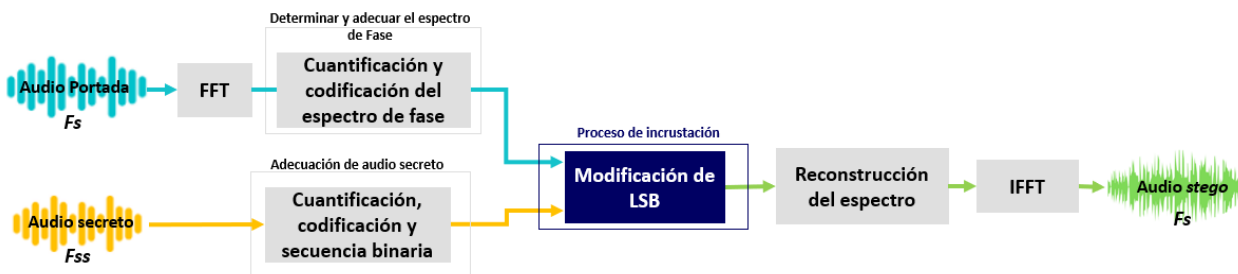 Determinar y adecuar el espectro
de Fase
Audio Portada
Fs
FFT
Cuantificación y
codificación del
espectro de fase
Adecuación de audio secreto
Audio secreto
Fss
Cuantificación,
codificación y
secuencia binaria
Proceso de incrustación
Modificación de
LSB
Reconstrucción
del espectro
IFFT
Audio stego
Fs